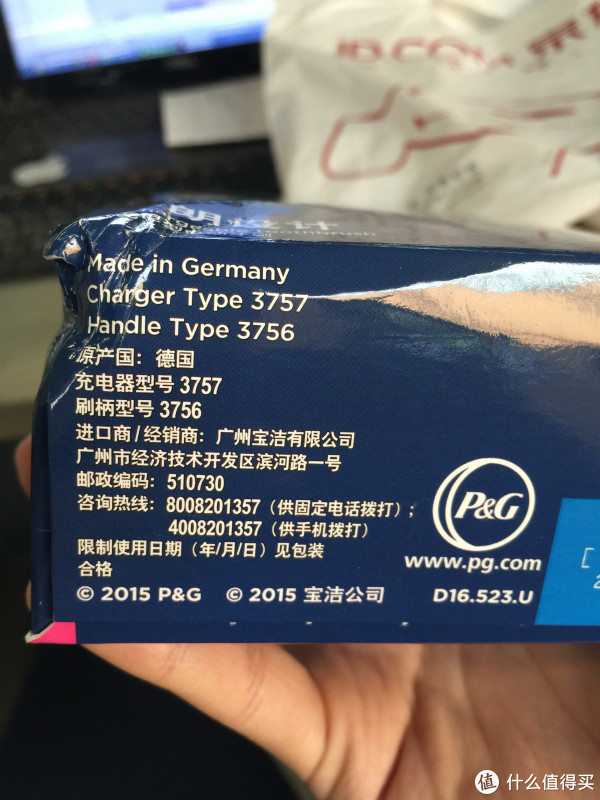 JD.COM 京
Made in Germany
Charger Type 3757
Handle Type 3756
原产国：德国
充电器型号 3757
刷柄型号 3756
进口商/经销商：广州宝洁有限公司
广州市经济技术开发区滨河路一号
邮政编码：510730
咨询热线：8008201357（供固定电话拨打）；
4008201357（供手机拨打）
限制使用日期（年/月/日）见包装
合格
© 2015 P&G © 2015 宝洁公司
P&G
www.pg.com
D16.523.U
值 什么值得买